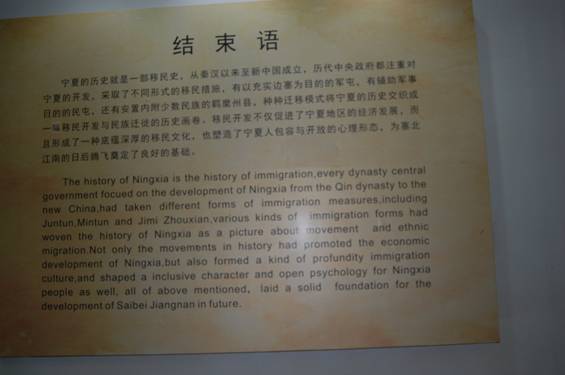 结束语
宁夏的历史就是一部移民史，从秦汉以来至新中国成立，历代中央政府都注重对
宁夏的开发，采取了不同形式的移民措施，有以充实边塞为目的的军屯，有辅助军事
目的的民屯，还有安置内附少数民族的羁縻州县，种种迁移模式将宁夏的历史交织成
一幅移民开发与民族迁徙的历史画卷。移民开发不仅促进了宁夏地区的经济发展，而
且形成了一种底蕴深厚的移民文化，也塑造了宁夏人包容与开放的心理形态，为塞北
江南的日后腾飞奠定了良好的基础。
The history of Ningxia is the history of immigration,every dynasty central
government focued on the development of Ningxia from the Qin dynasty to the
new China,had taken different forms of immigration measures,including
Juntun,Mintun and Jimi Zhouxian,various kinds of immigration forms had
woven the history of Ningxia as a picture about movement and ethnic
migration.Not only the movements in history had promoted the economic
development of Ningxia,but also formed a kind of profundity immigration
culture,and shaped a inclusive character and open psychology for Ningxia
people as well, all of above mentioned, laid a solid foundation for the
development of Saibei Jiangnan in future.